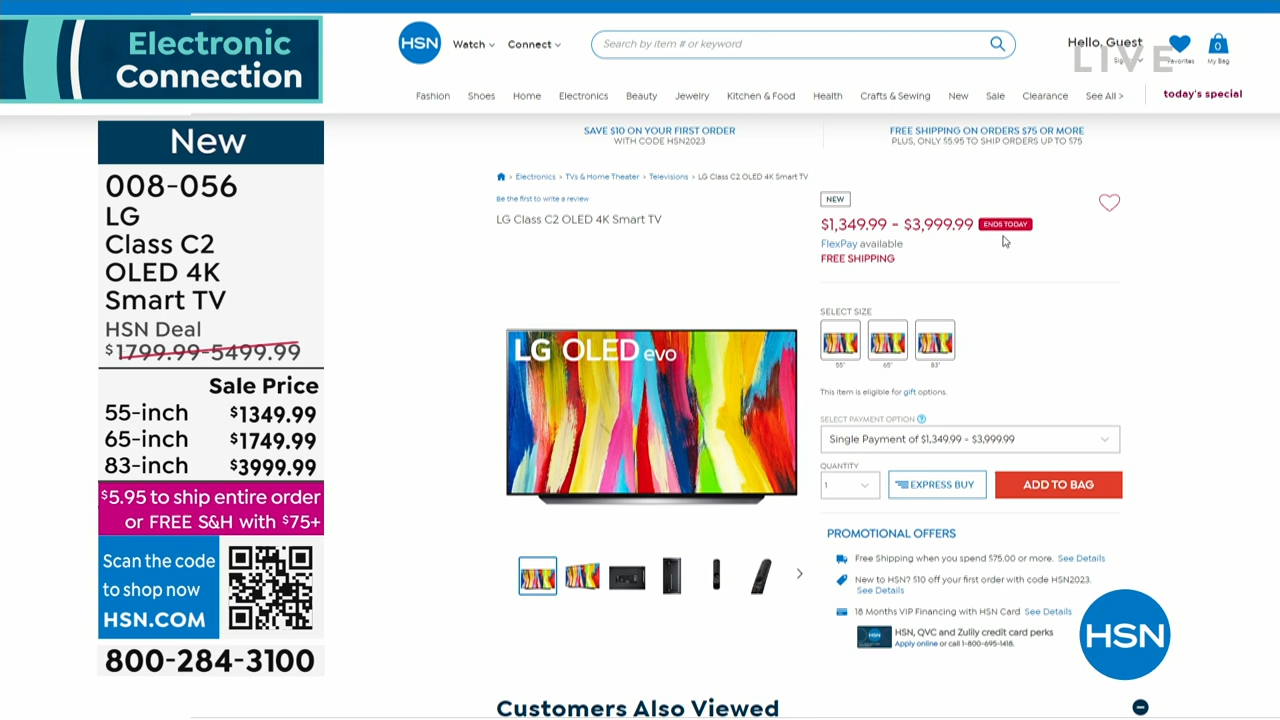 Electronic
Connection
New
008-056
LG
Class C2
OLED 4K
Smart TV
HSN Deal
$1799.99-5499.99
Sale Price
55-inch $1349.99
65-inch $1749.99
83-inch $3999.99
$5.95 to ship entire order
or FREE S&H with $75+
Scan the code
to shop now
HSN.COM
800-284-3100
HSN
Watch
Connect
Search by item # or keyword
Hello, Guest
LIVE
Favorites
0
My Bag
Fashion Shoes Home Electronics Beauty Jewelry Kitchen & Food Health Crafts & Sewing New Sale Clearance See All > today's special
SAVE $10 ON YOUR FIRST ORDER
WITH CODE HSN2023
FREE SHIPPING ON ORDERS $75 OR MORE
PLUS, ONLY $5.95 TO SHIP ORDERS UP TO $75
> Electronics > TVs & Home Theater > Televisions > LG Class C2 OLED 4K Smart TV
Be the first to write a review
LG Class C2 OLED 4K Smart TV
LG OLED evo
NEW
$1,349.99 - $3,999.99 ENDS TODAY
FlexPay available
FREE SHIPPING
SELECT SIZE
55" 65" 83"
This item is eligible for gift options.
SELECT PAYMENT OPTION ?
Single Payment of $1,349.99 - $3,999.99
QUANTITY
1
EXPRESS BUY
ADD TO BAG
PROMOTIONAL OFFERS
Free Shipping when you spend $75.00 or more. See Details
New to HSN? $10 off your first order with code HSN2023.
See Details
18 Months VIP Financing with HSN Card See Details
HSN, QVC and Zulily credit card perks
Apply online or call 1-800-695-1418.
HSN
HSN
Customers Also Viewed